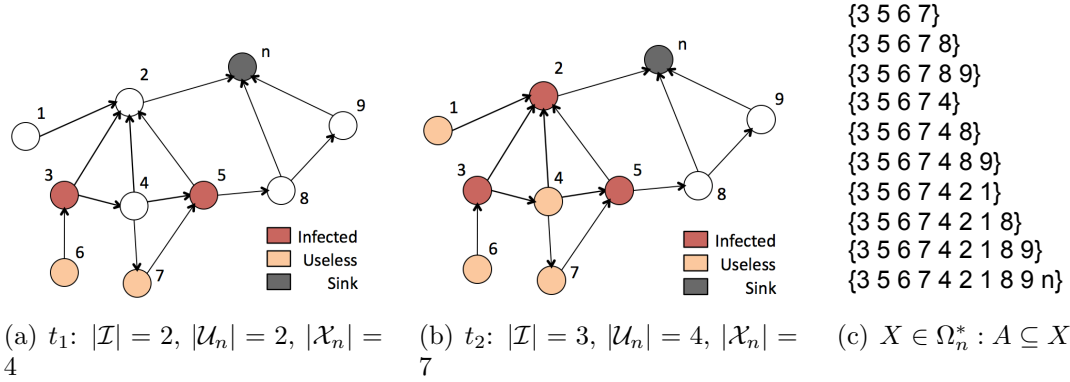 n
2
1
9
3
4
5
8
6
7
Infected
Useless
Sink
(a) t₁: |𝓘| = 2, |𝓤ₙ| = 2, |𝓧ₙ| =
4
n
2
1
9
3
4
5
8
6
7
Infected
Useless
Sink
(b) t₂: |𝓘| = 3, |𝓤ₙ| = 4, |𝓧ₙ| =
7
{3 5 6 7}
{3 5 6 7 8}
{3 5 6 7 8 9}
{3 5 6 7 4}
{3 5 6 7 4 8}
{3 5 6 7 4 8 9}
{3 5 6 7 4 2 1}
{3 5 6 7 4 2 1 8}
{3 5 6 7 4 2 1 8 9}
{3 5 6 7 4 2 1 8 9 n}
(c) X ∈ Ωₙ* : A ⊆ X